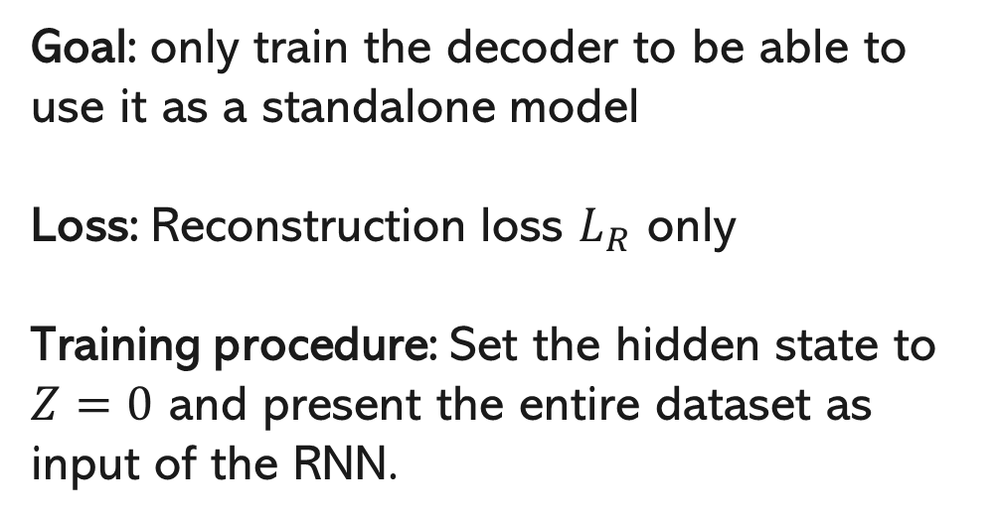 Goal: only train the decoder to be able to
use it as a standalone model
Loss: Reconstruction loss L_R only
Training procedure: Set the hidden state to
Z = 0 and present the entire dataset as
input of the RNN.